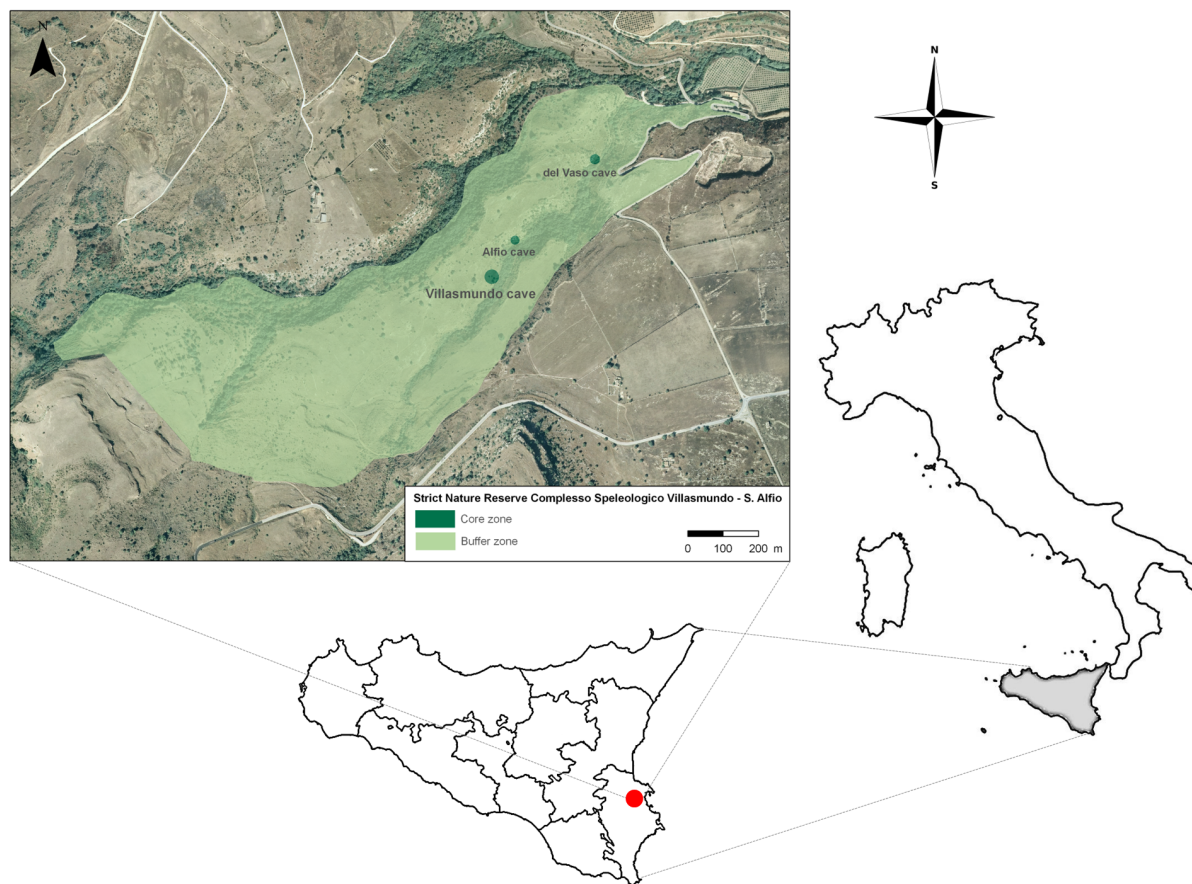 N
del Vaso cave
Alfio cave
Villasmundo cave
Strict Nature Reserve Complesso Speleologico Villasmundo - S. Alfio
Core zone
Buffer zone
0 100 200 m
N
S